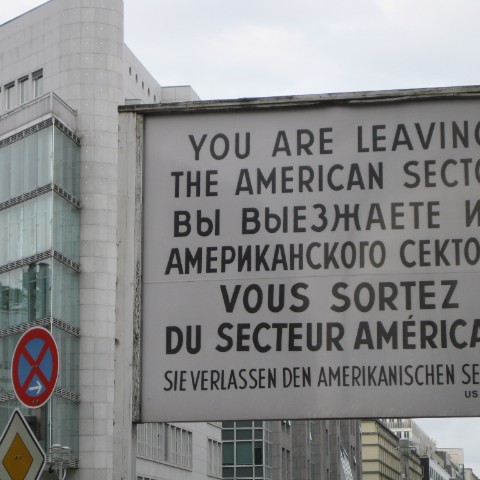 YOU ARE LEAVING
THE AMERICAN SECTO
ВЫ ВЫЕЗЖАЕТЕ И
АМЕРИКАНСКОГО СЕКТО
VOUS SORTEZ
DU SECTEUR AMÉRICA
SIE VERLASSEN DEN AMERIKANISCHEN SE
US